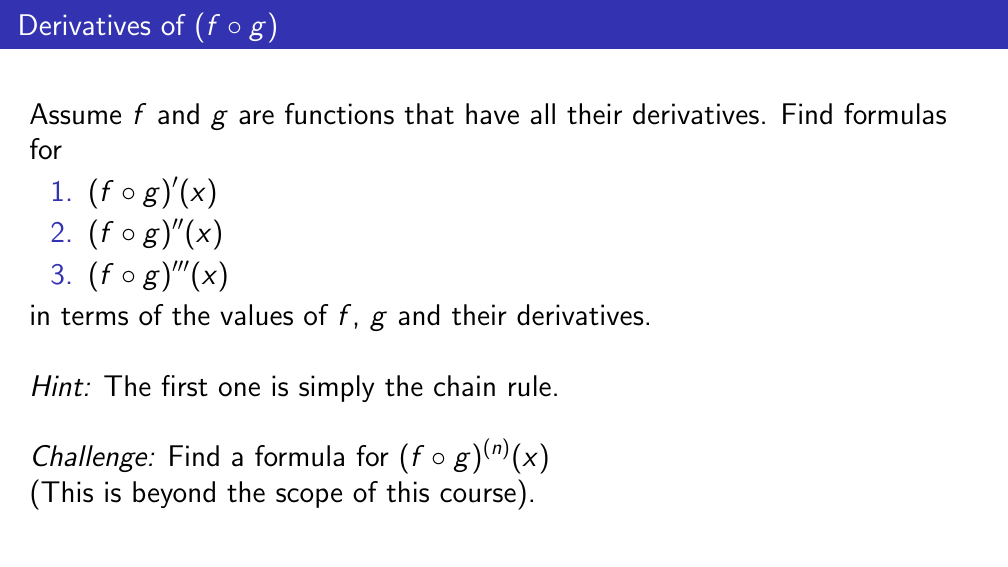 Derivatives of (f ∘ g)
Assume f and g are functions that have all their derivatives. Find formulas
for
1. (f ∘ g)′(x)
2. (f ∘ g)″(x)
3. (f ∘ g)‴(x)
in terms of the values of f, g and their derivatives.
Hint: The first one is simply the chain rule.
Challenge: Find a formula for (f ∘ g)⁽ⁿ⁾(x)
(This is beyond the scope of this course).